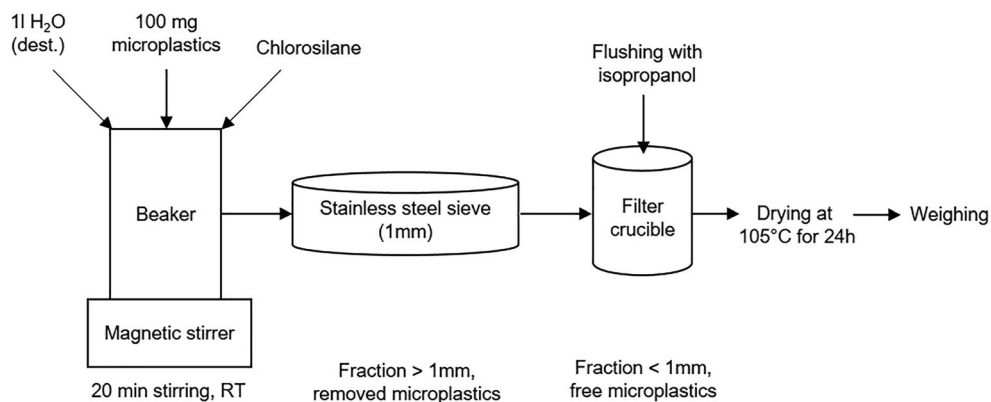 1l H₂O
(dest.)
100 mg
microplastics
Chlorosilane
Flushing with
isopropanol
Beaker
Stainless steel sieve
(1mm)
Filter
crucible
Drying at
105°C for 24h
Weighing
Magnetic stirrer
20 min stirring, RT
Fraction > 1mm,
removed microplastics
Fraction < 1mm,
free microplastics